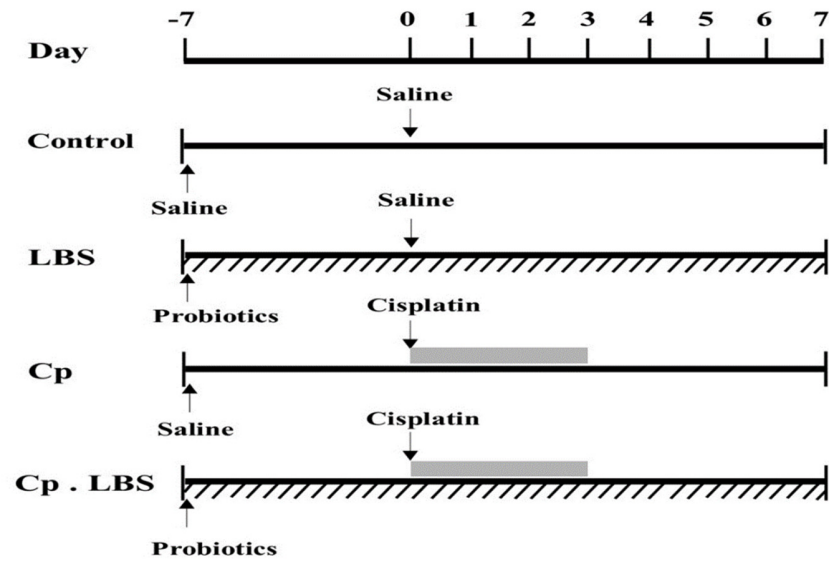 -7 0 1 2 3 4 5 6 7
Day
Saline
Control
Saline
Saline
LBS
Probiotics
Cisplatin
Cp
Saline
Cisplatin
Cp . LBS
Probiotics